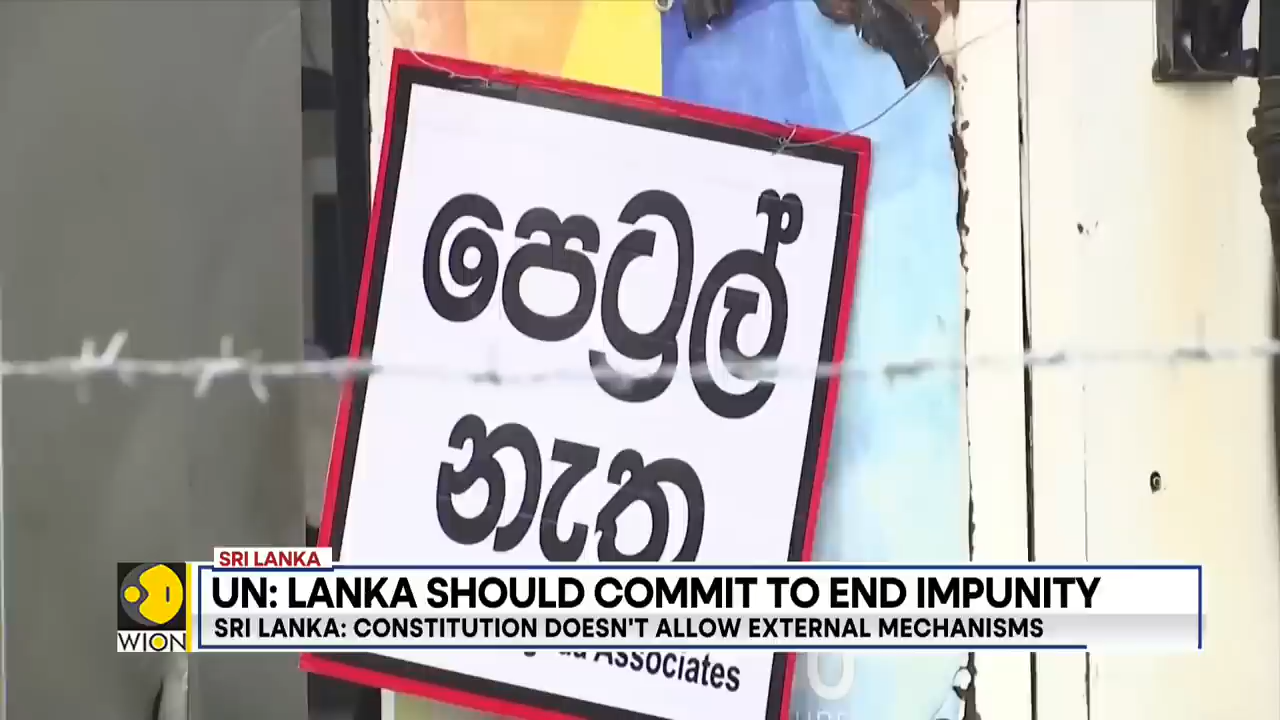 පෙට්‍රල්
නැත
Associates
SRI LANKA
UN: LANKA SHOULD COMMIT TO END IMPUNITY
SRI LANKA: CONSTITUTION DOESN'T ALLOW EXTERNAL MECHANISMS
WION